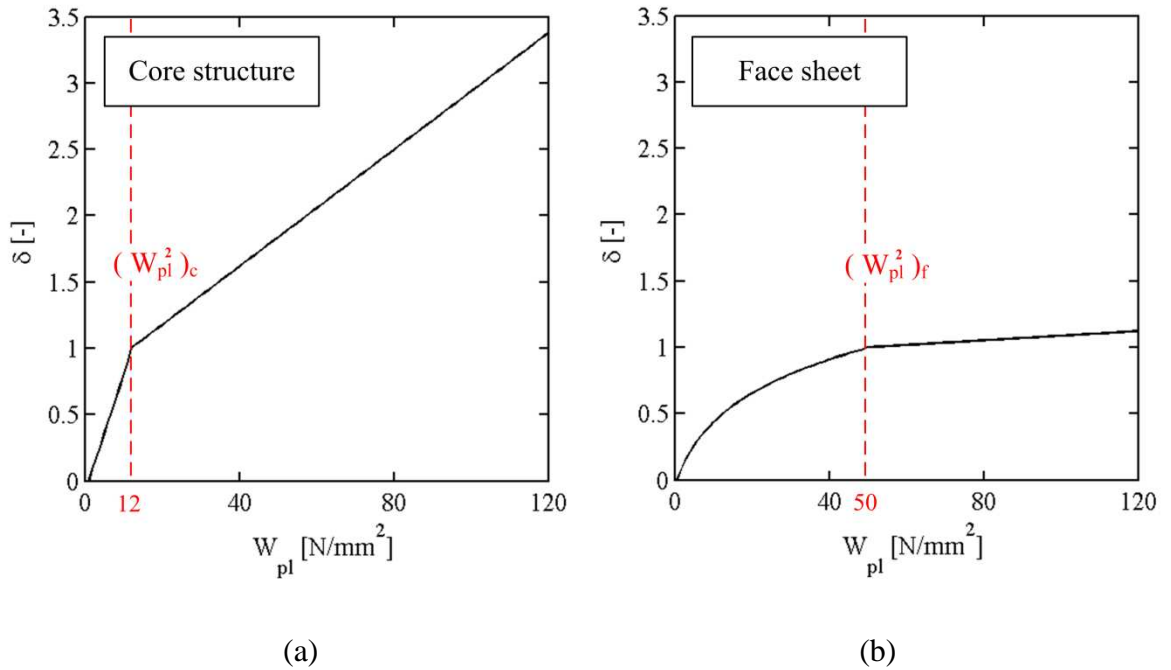 Core structure
3.5
3
2.5
2
1.5
1
0.5
0
δ [-]
( W²pl )c
0
12
40
80
120
Wpl [N/mm²]
(a)
Face sheet
3.5
3
2.5
2
1.5
1
0.5
0
δ [-]
( W²pl )f
0
40
50
80
120
Wpl [N/mm²]
(b)